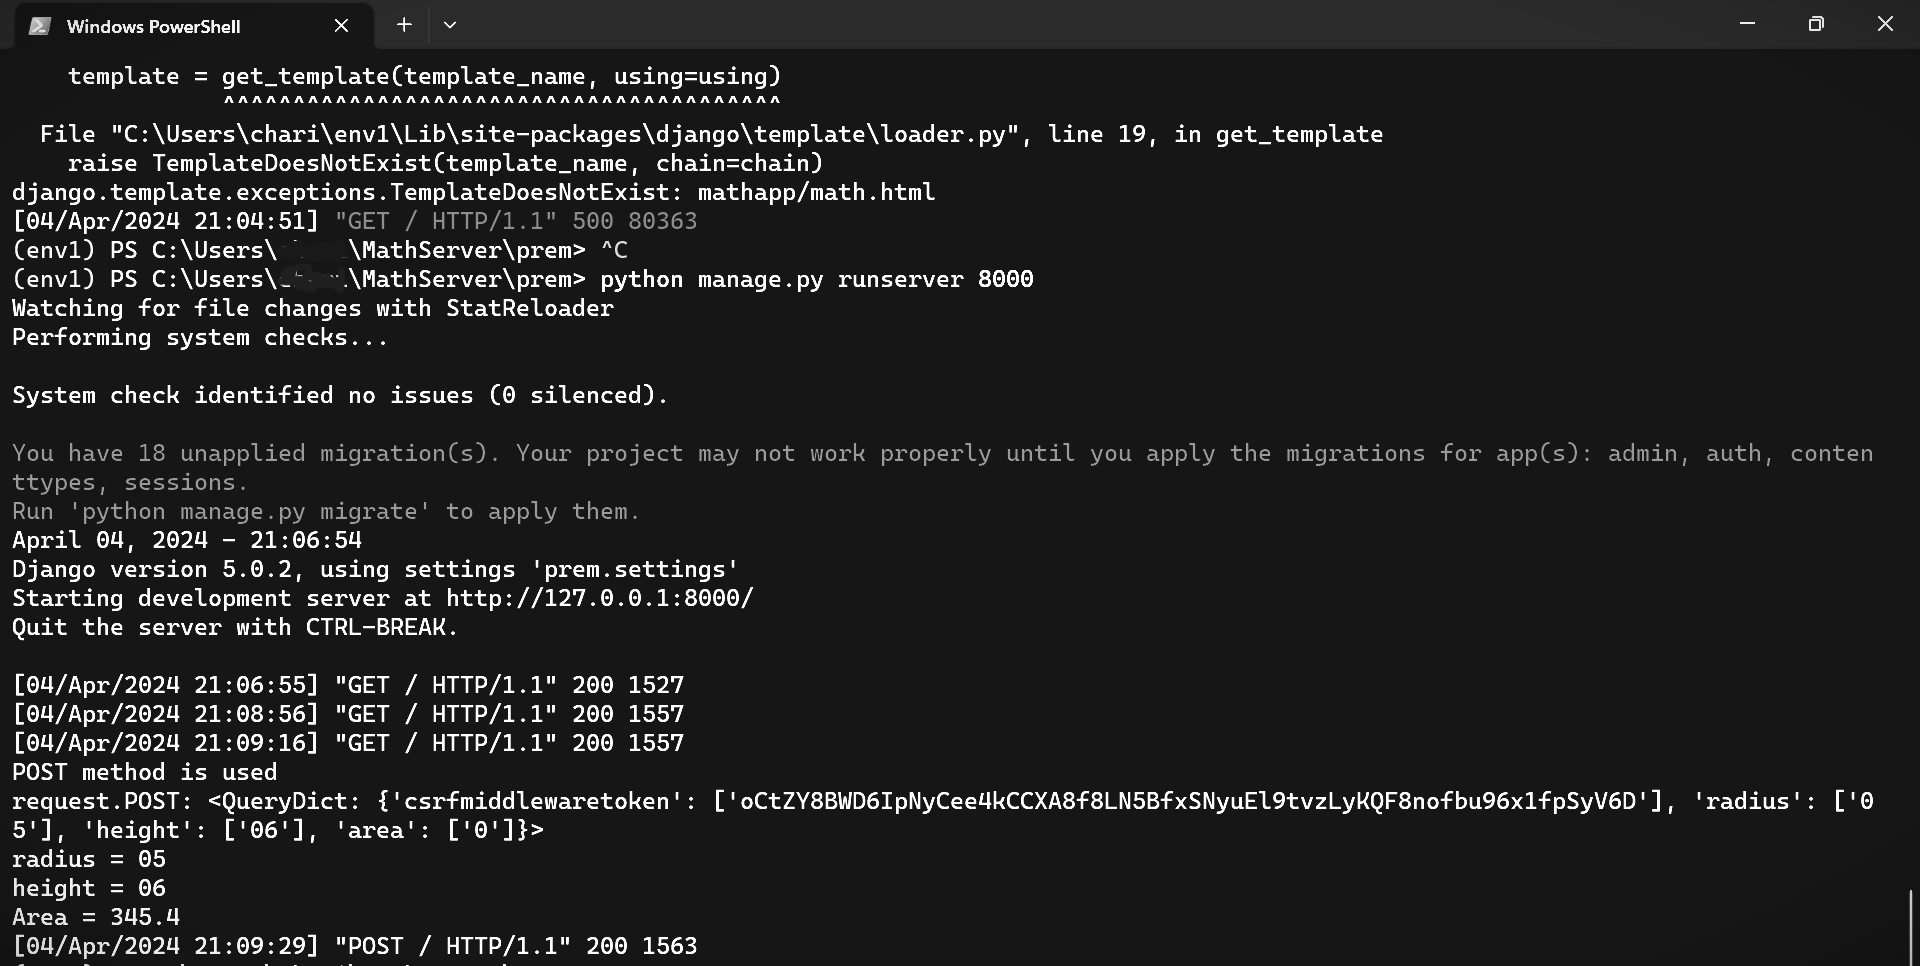 Windows PowerShell
    template = get_template(template_name, using=using)
               ^^^^^^^^^^^^^^^^^^^^^^^^^^^^^^^^^^^^^^^^
  File "C:\Users\chari\env1\Lib\site-packages\django\template\loader.py", line 19, in get_template
    raise TemplateDoesNotExist(template_name, chain=chain)
django.template.exceptions.TemplateDoesNotExist: mathapp/math.html
[04/Apr/2024 21:04:51] "GET / HTTP/1.1" 500 80363
(env1) PS C:\Users\ \MathServer\prem> ^C
(env1) PS C:\Users\ \MathServer\prem> python manage.py runserver 8000
Watching for file changes with StatReloader
Performing system checks...
System check identified no issues (0 silenced).
You have 18 unapplied migration(s). Your project may not work properly until you apply the migrations for app(s): admin, auth, conten
ttypes, sessions.
Run 'python manage.py migrate' to apply them.
April 04, 2024 - 21:06:54
Django version 5.0.2, using settings 'prem.settings'
Starting development server at http://127.0.0.1:8000/
Quit the server with CTRL-BREAK.
[04/Apr/2024 21:06:55] "GET / HTTP/1.1" 200 1527
[04/Apr/2024 21:08:56] "GET / HTTP/1.1" 200 1557
[04/Apr/2024 21:09:16] "GET / HTTP/1.1" 200 1557
POST method is used
request.POST: <QueryDict: {'csrfmiddlewaretoken': ['oCtZY8BWD6IpNyCee4kCCXA8f8LN5BfxSNyuEl9tvzLyKQF8nofbu96x1fpSyV6D'], 'radius': ['0
5'], 'height': ['06'], 'area': ['0']}>
radius = 05
height = 06
Area = 345.4
[04/Apr/2024 21:09:29] "POST / HTTP/1.1" 200 1563